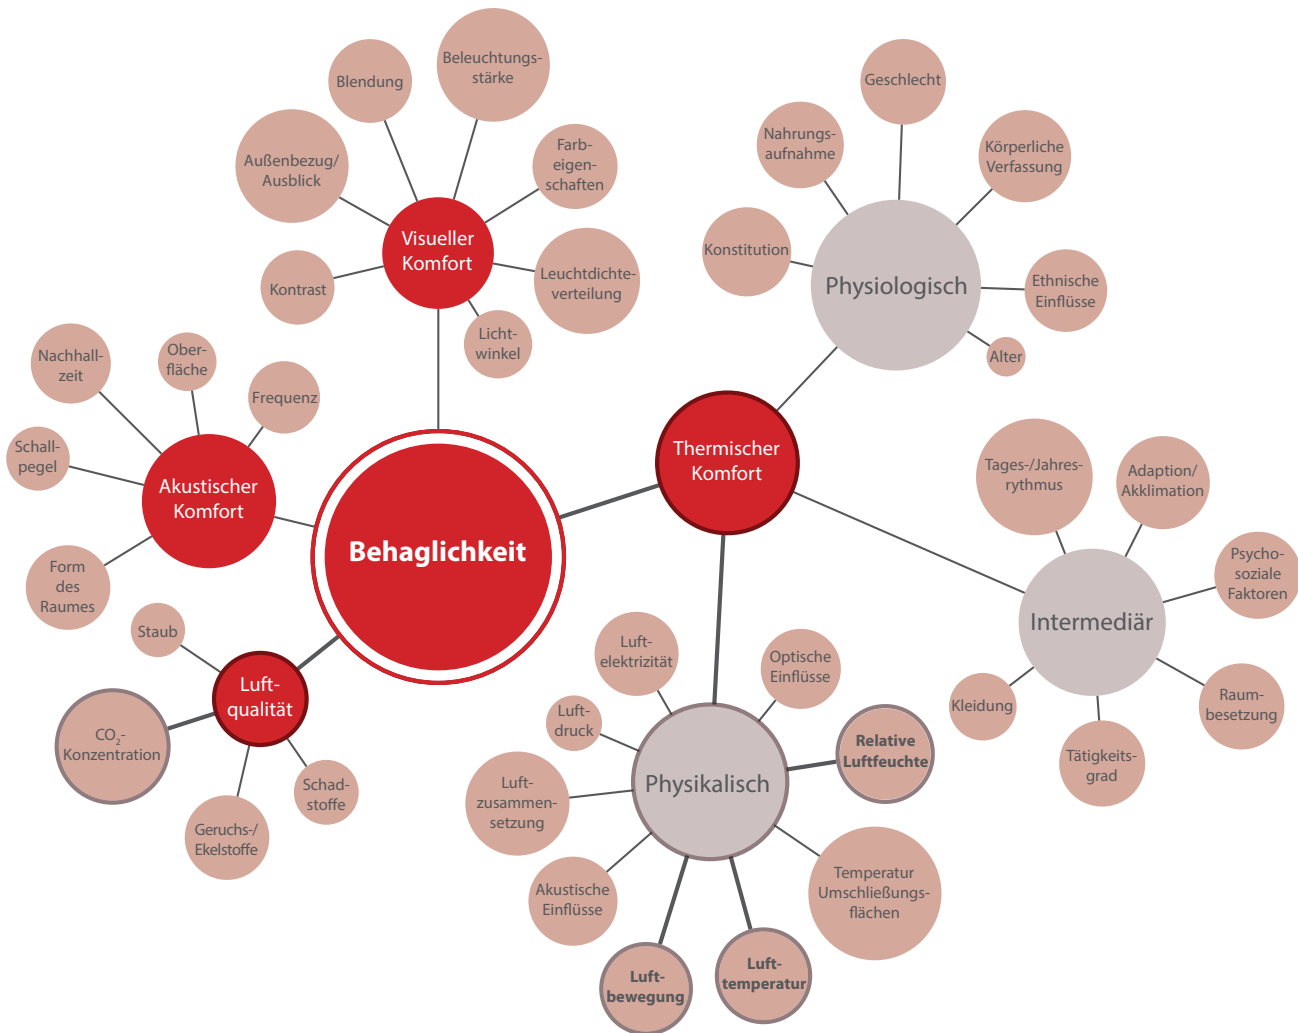 Beleuchtungs-
stärke
Blendung
Außenbezug/
Ausblick
Farb-
eigen-
schaften
Visueller
Komfort
Kontrast
Leuchtdichte-
verteilung
Licht-
winkel
Geschlecht
Nahrungs-
aufnahme
Körperliche
Verfassung
Konstitution
Physiologisch
Ethnische
Einflüsse
Alter
Nachhall-
zeit
Ober-
fläche
Frequenz
Schall-
pegel
Akustischer
Komfort
Form
des
Raumes
Behaglichkeit
Thermischer
Komfort
Tages-/Jahres-
rythmus
Adaption/
Akklimation
Psycho-
soziale
Faktoren
Intermediär
Kleidung
Tätigkeits-
grad
Raum-
besetzung
Staub
Luft-
qualität
CO₂-
Konzentration
Schad-
stoffe
Geruchs-/
Ekelstoffe
Luft-
elektrizität
Optische
Einflüsse
Luft-
druck
Relative
Luftfeuchte
Physikalisch
Luft-
zusammen-
setzung
Akustische
Einflüsse
Temperatur
Umschließungs-
flächen
Luft-
bewegung
Luft-
temperatur